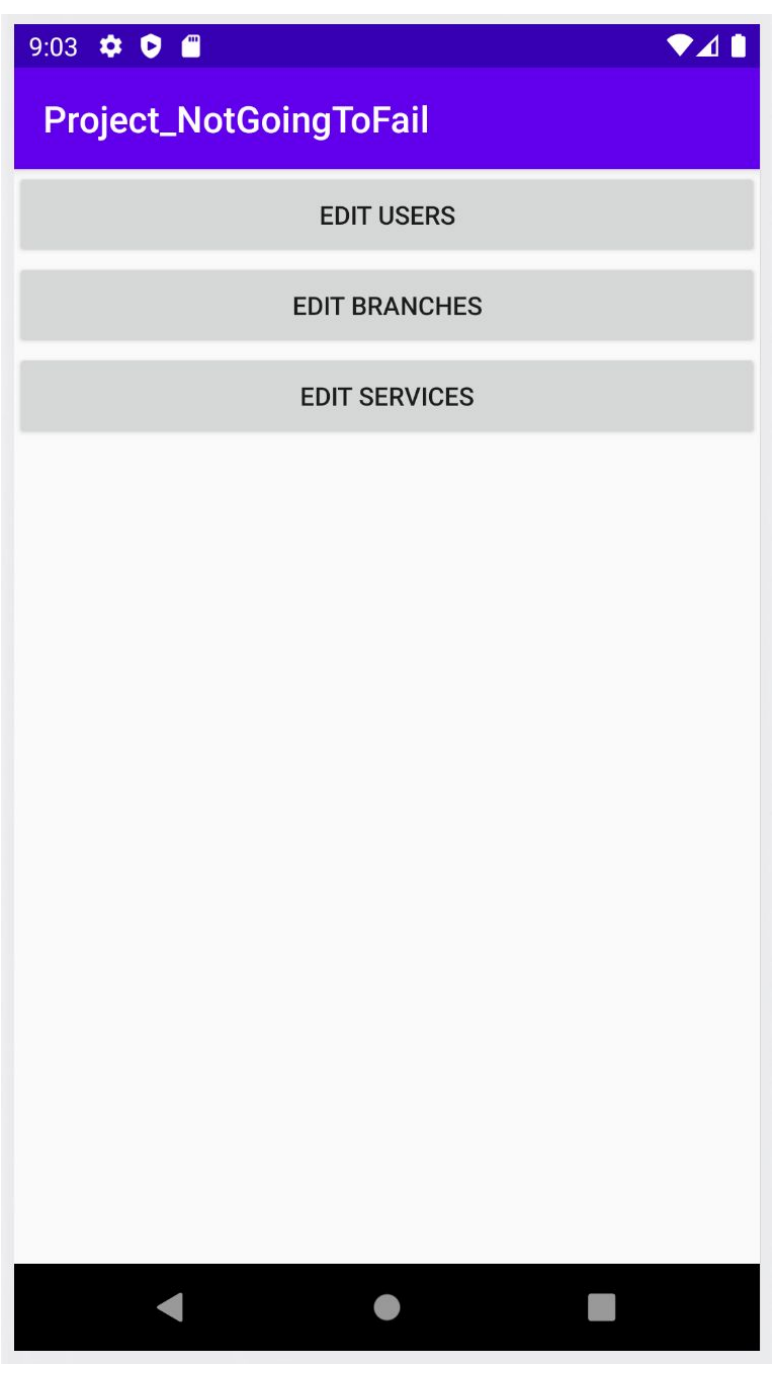 9:03
Project_NotGoingToFail
EDIT USERS
EDIT BRANCHES
EDIT SERVICES